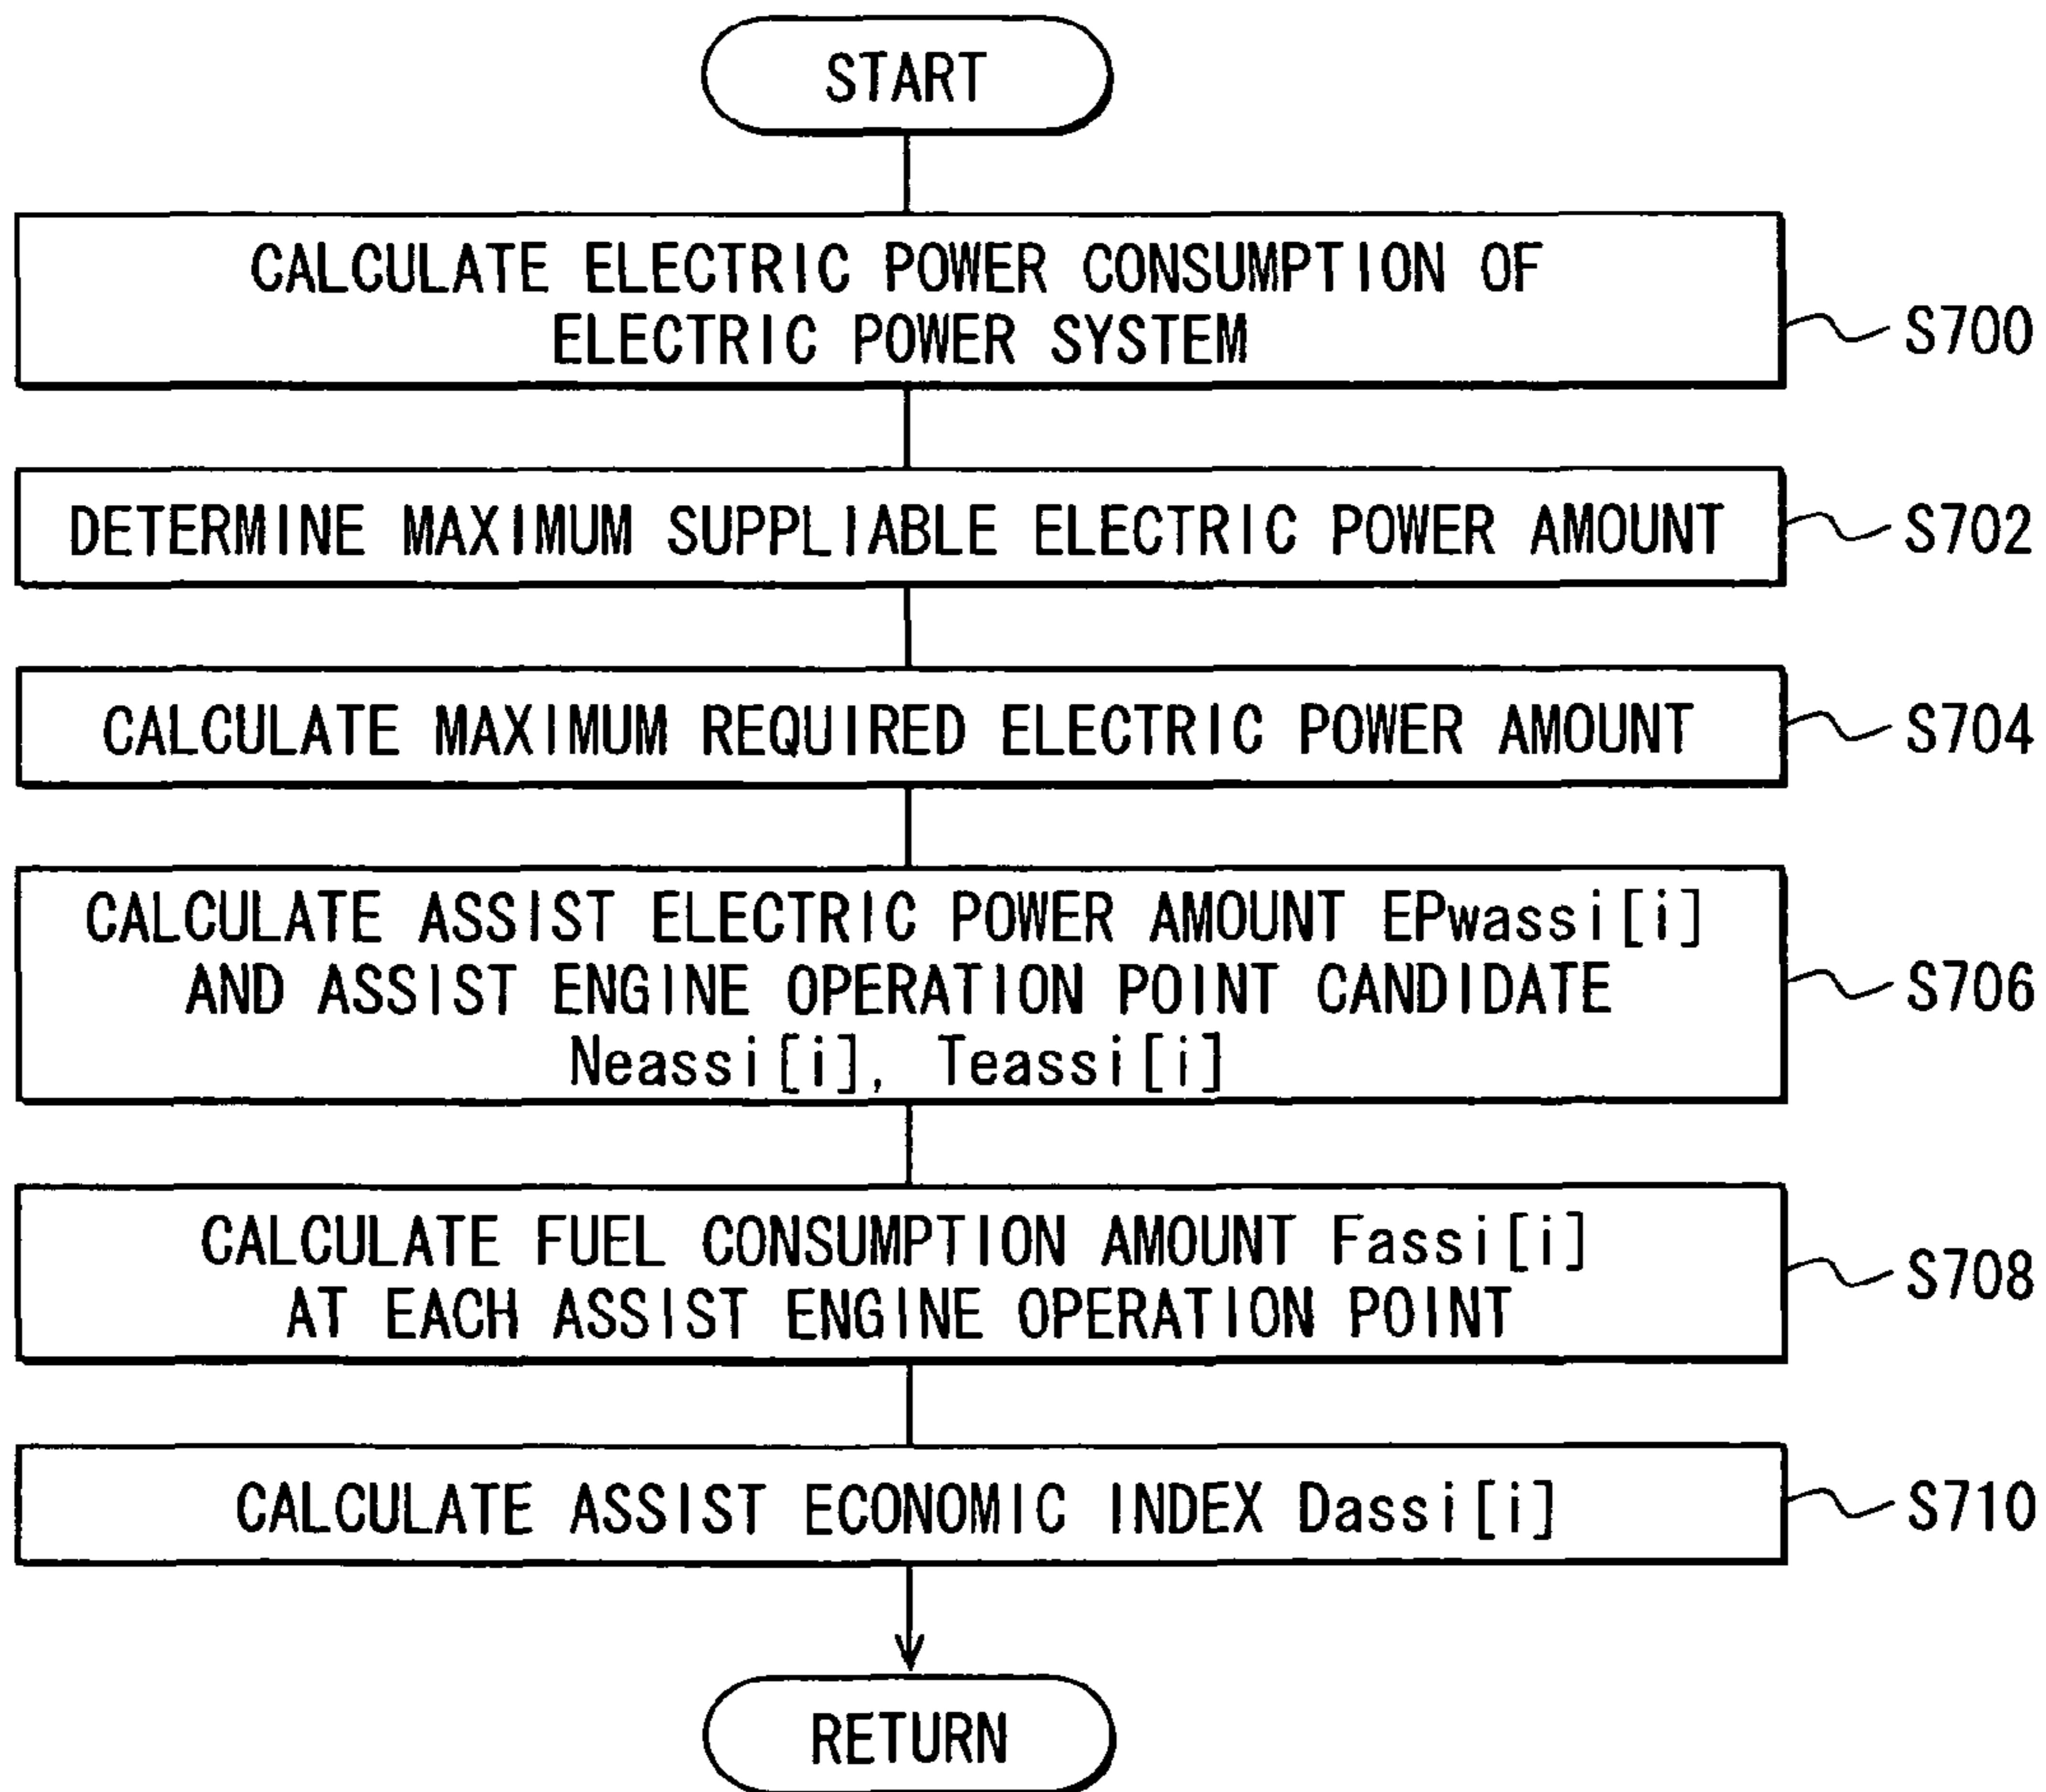 START
CALCULATE ELECTRIC POWER CONSUMPTION OF
ELECTRIC POWER SYSTEM
S700
DETERMINE MAXIMUM SUPPLIABLE ELECTRIC POWER AMOUNT
S702
CALCULATE MAXIMUM REQUIRED ELECTRIC POWER AMOUNT
S704
CALCULATE ASSIST ELECTRIC POWER AMOUNT EPwassi[i]
AND ASSIST ENGINE OPERATION POINT CANDIDATE
Neassi[i], Teassi[i]
S706
CALCULATE FUEL CONSUMPTION AMOUNT Fassi[i]
AT EACH ASSIST ENGINE OPERATION POINT
S708
CALCULATE ASSIST ECONOMIC INDEX Dassi[i]
S710
RETURN